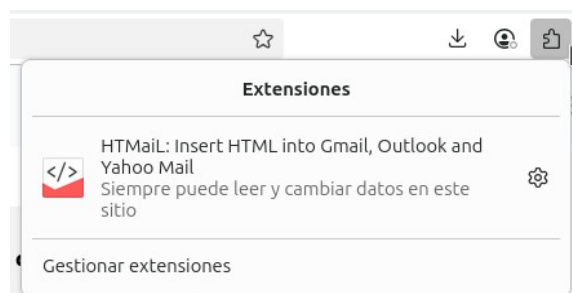 Extensiones
HTMaiL: Insert HTML into Gmail, Outlook and
Yahoo Mail
Siempre puede leer y cambiar datos en este
sitio
Gestionar extensiones